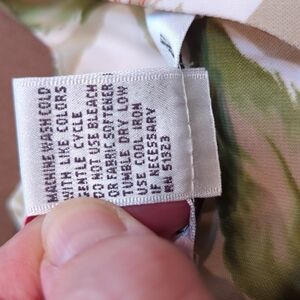 MACHINE WASH COLD
WITH LIKE COLORS
GENTLE CYCLE
DO NOT USE BLEACH
OR FABRIC SOFTENER
TUMBLE DRY LOW
USE COOL IRON
IF NECESSARY
RN 51323